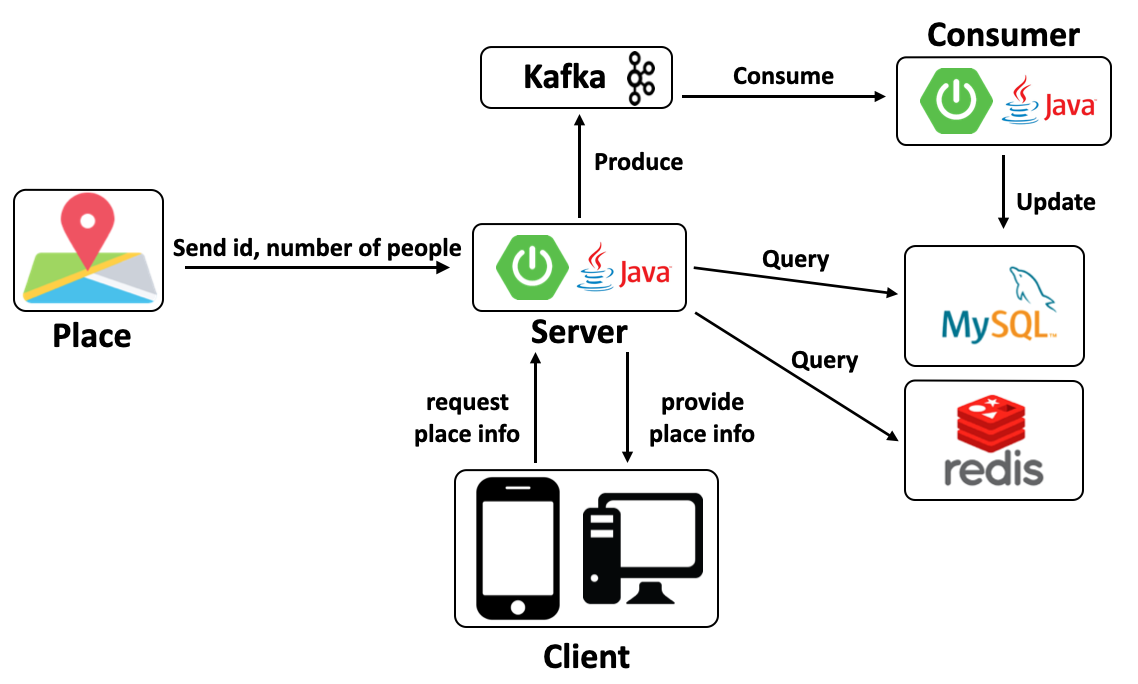 Consumer
Kafka
Consume
Java
Produce
Update
Send id, number of people
Java
Query
MySQL™
Place
Server
Query
request
place info
provide
place info
redis
Client